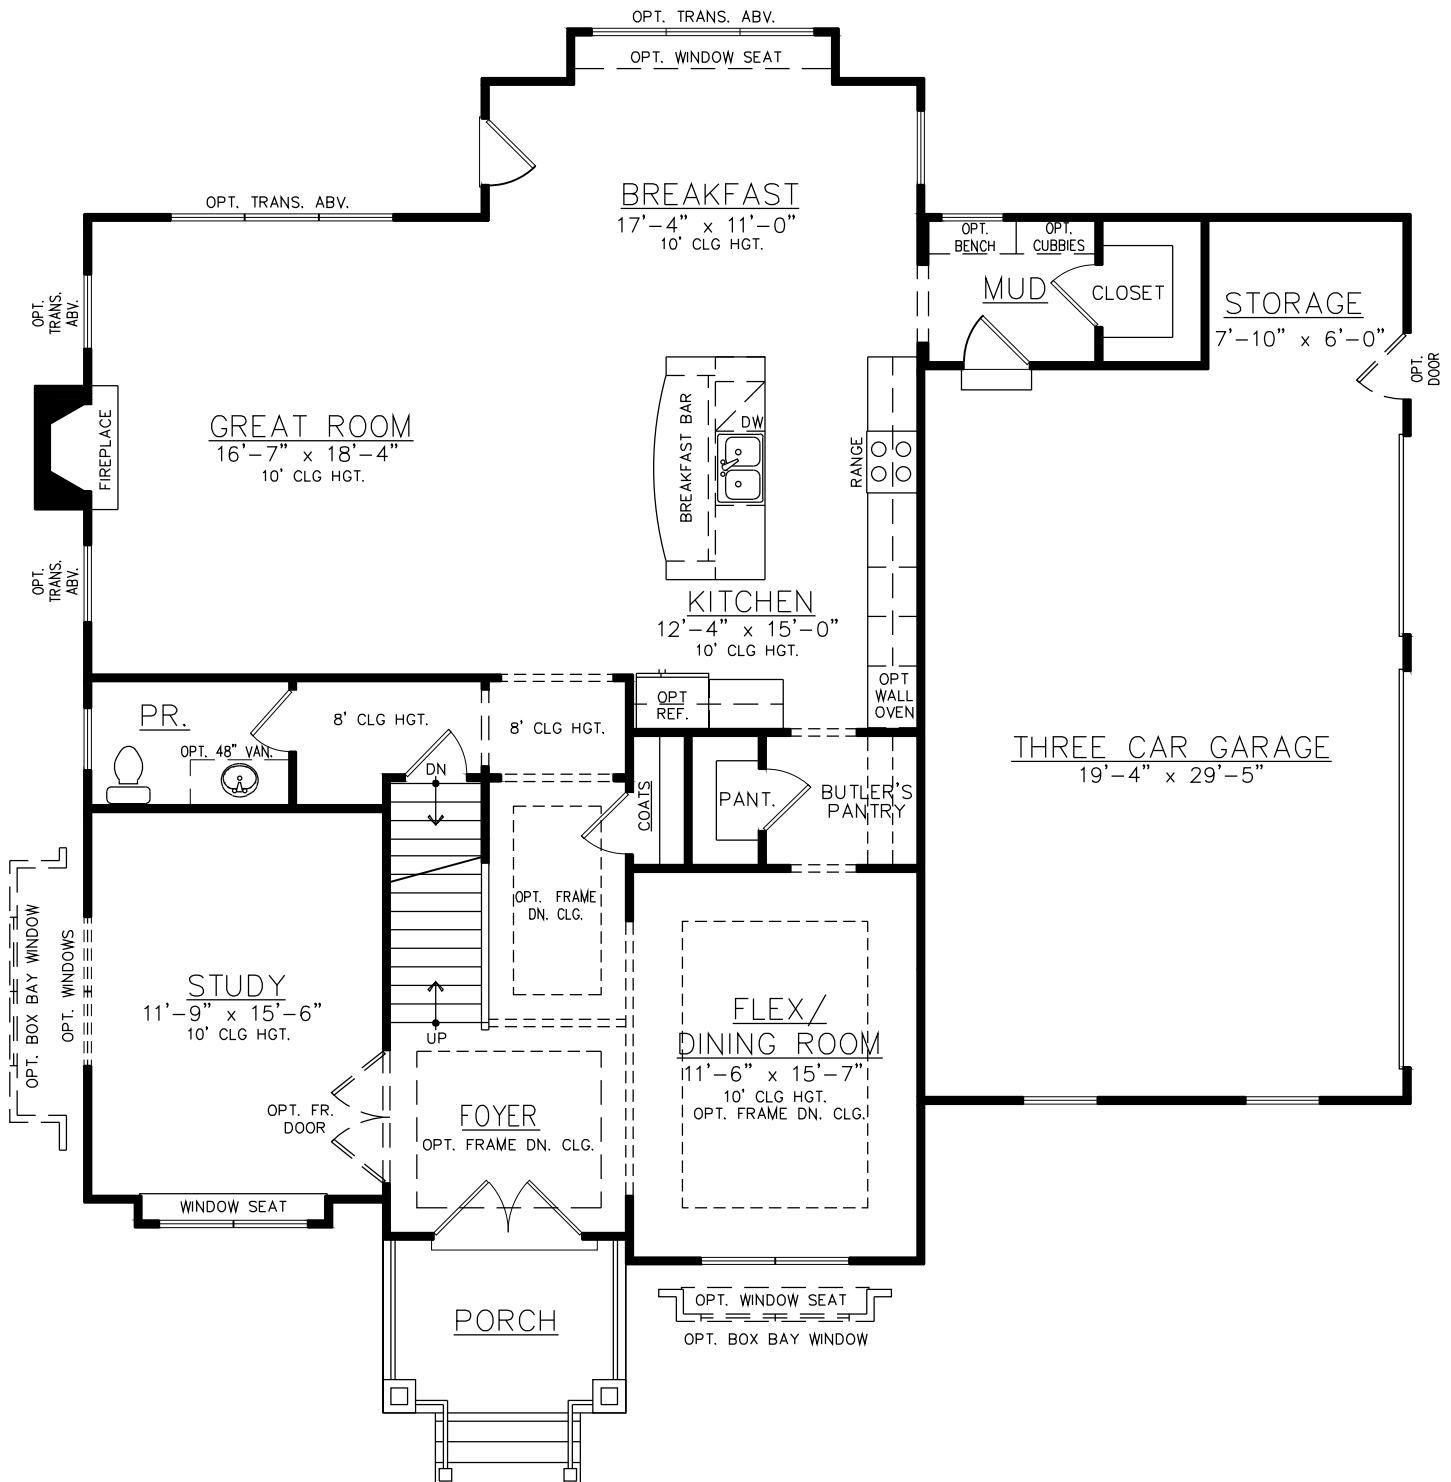 OPT. TRANS. ABV.
OPT. WINDOW SEAT
BREAKFAST
17'-4" x 11'-0"
10' CLG HGT.
OPT. TRANS. ABV.
OPT.
BENCH
OPT.
CUBBIES
MUD
CLOSET
STORAGE
7'-10" x 6'-0"
OPT.
DOOR
OPT.
TRANS.
ABV.
GREAT ROOM
16'-7" x 18'-4"
10' CLG HGT.
FIREPLACE
BREAKFAST BAR
DW
RANGE
OPT.
TRANS.
ABV.
KITCHEN
12'-4" x 15'-0"
10' CLG HGT.
OPT
WALL
OVEN
OPT
REF.
PR.
OPT. 48" VAN.
8' CLG HGT.
8' CLG HGT.
DN
COATS
PANT.
BUTLER'S
PANTRY
THREE CAR GARAGE
19'-4" x 29'-5"
OPT. FRAME
DN. CLG.
OPT. BOX BAY WINDOW
OPT. WINDOWS
STUDY
11'-9" x 15'-6"
10' CLG HGT.
UP
FLEX/
DINING ROOM
11'-6" x 15'-7"
10' CLG HGT.
OPT. FRAME DN. CLG.
OPT. FR.
DOOR
FOYER
OPT. FRAME DN. CLG.
WINDOW SEAT
PORCH
OPT. WINDOW SEAT
OPT. BOX BAY WINDOW